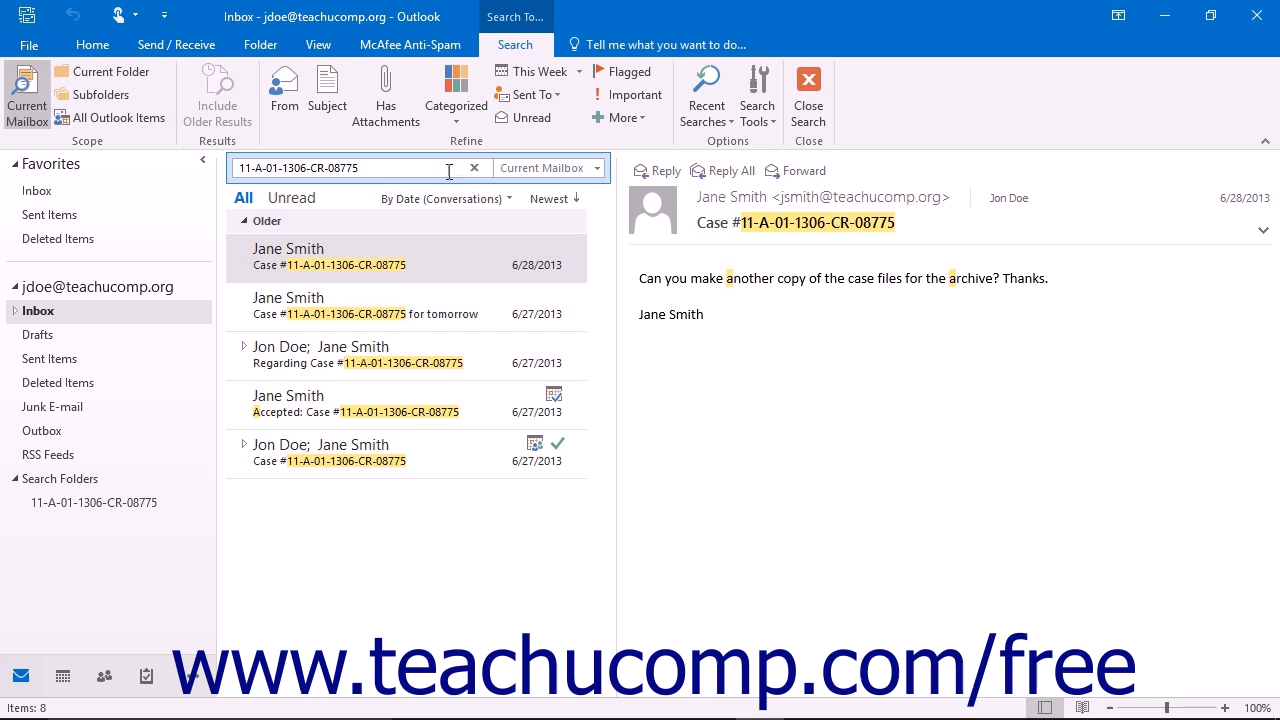 Inbox - jdoe@teachucomp.org - Outlook
Search To...
File
Home
Send / Receive
Folder
View
McAfee Anti-Spam
Search
Tell me what you want to do...
Current
Mailbox
Current Folder
Subfolders
All Outlook Items
Scope
Include
Older Results
Results
From
Subject
Has
Attachments
Categorized
This Week
Sent To
Unread
Flagged
Important
More
Refine
Recent
Searches
Search
Tools
Options
Close
Search
Close
Favorites
Inbox
Sent Items
Deleted Items
jdoe@teachucomp.org
Inbox
Drafts
Sent Items
Deleted Items
Junk E-mail
Outbox
RSS Feeds
Search Folders
11-A-01-1306-CR-08775
11-A-01-1306-CR-08775
Current Mailbox
All
Unread
By Date (Conversations)
Newest
Older
Jane Smith
Case #11-A-01-1306-CR-08775 6/28/2013
Jane Smith
Case #11-A-01-1306-CR-08775 for tomorrow 6/27/2013
Jon Doe; Jane Smith
Regarding Case #11-A-01-1306-CR-08775 6/27/2013
Jane Smith
Accepted: Case #11-A-01-1306-CR-08775 6/27/2013
Jon Doe; Jane Smith
Case #11-A-01-1306-CR-08775 6/27/2013
Reply
Reply All
Forward
Jane Smith <jsmith@teachucomp.org>
Jon Doe
6/28/2013
Case #11-A-01-1306-CR-08775
Can you make another copy of the case files for the archive? Thanks.
Jane Smith
www.teachucomp.com/free
Items: 8
100%